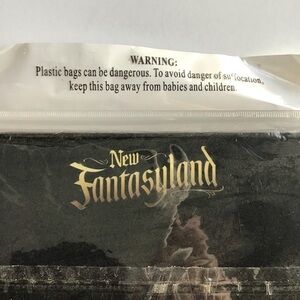 WARNING:
Plastic bags can be dangerous. To avoid danger of suffocation,
keep this bag away from babies and children.
New
Fantasyland